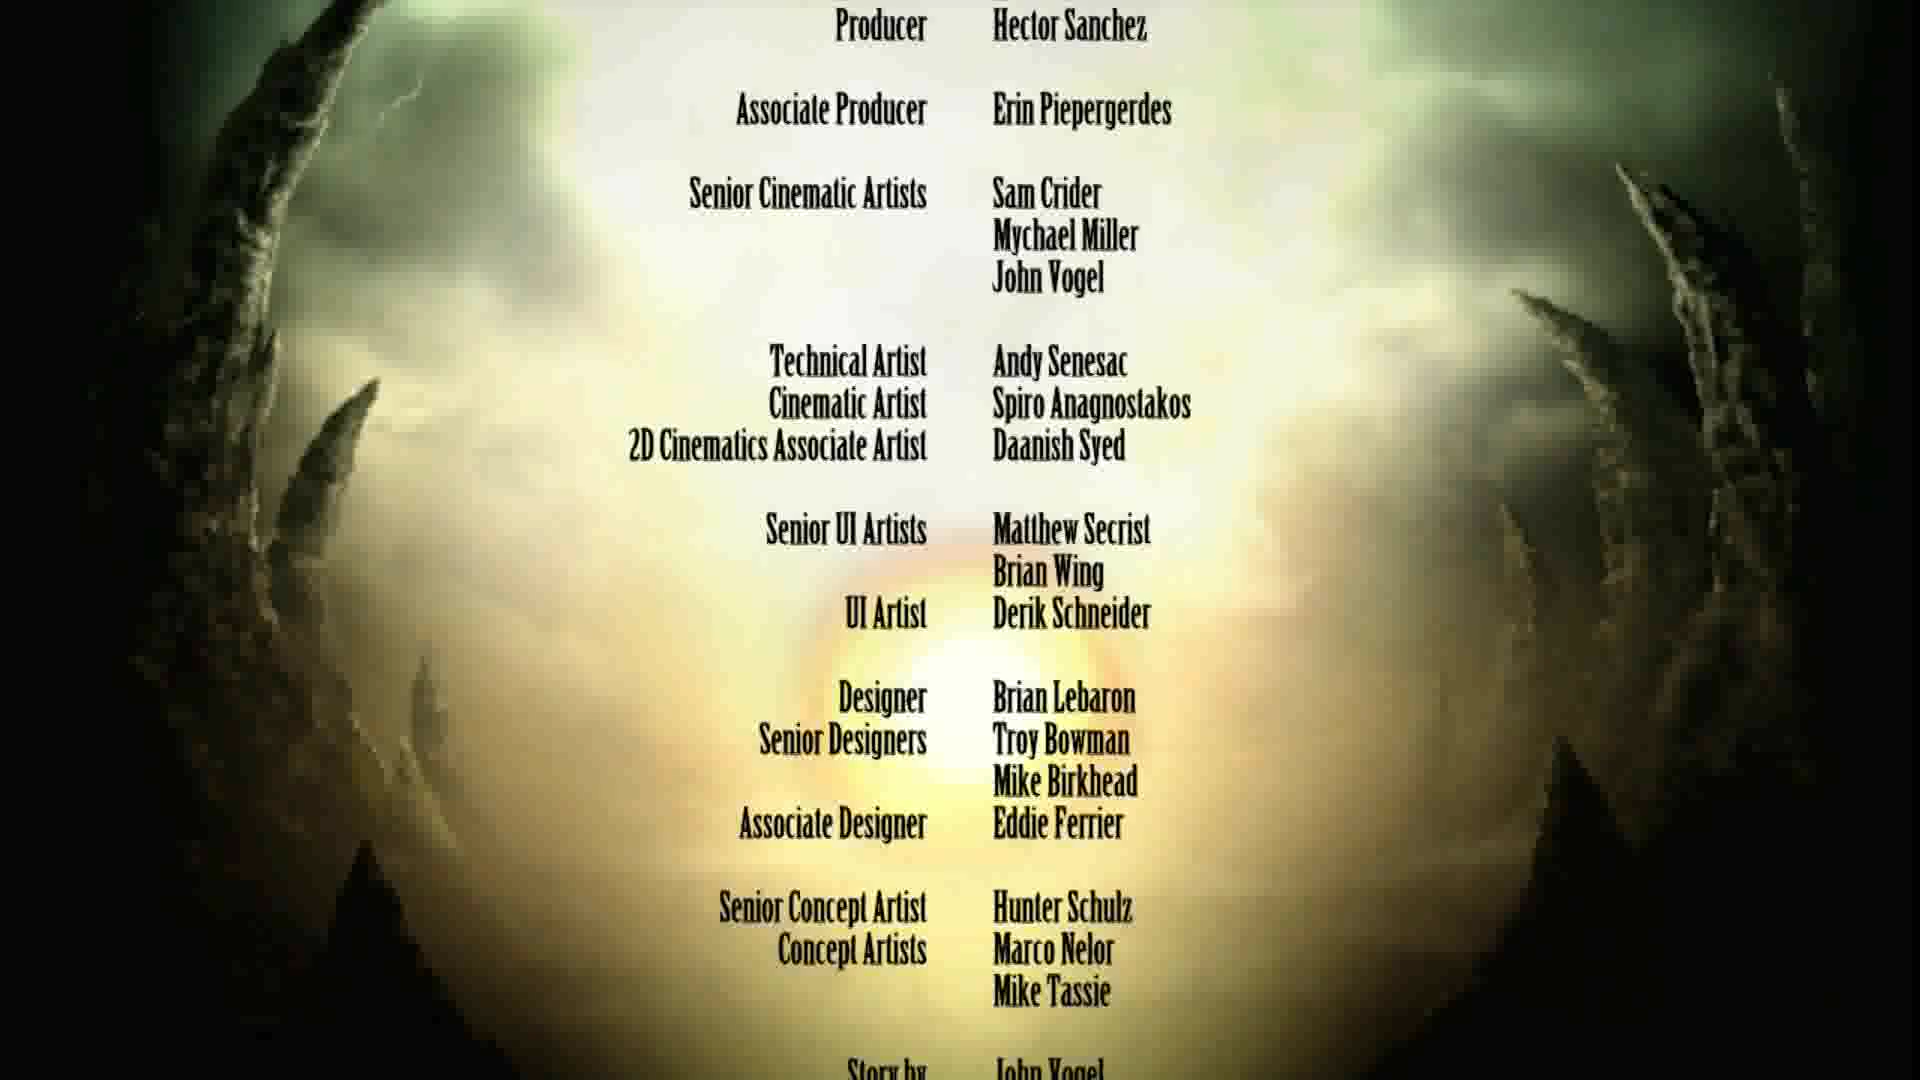 Producer Hector Sanchez
Associate Producer Erin Piepergerdes
Senior Cinematic Artists Sam Crider
Mychael Miller
John Vogel
Technical Artist Andy Senesac
Cinematic Artist Spiro Anagnostakos
2D Cinematics Associate Artist Daanish Syed
Senior UI Artists Matthew Secrist
Brian Wing
UI Artist Derik Schneider
Designer Brian Lebaron
Senior Designers Troy Bowman
Mike Birkhead
Associate Designer Eddie Ferrier
Senior Concept Artist Hunter Schulz
Concept Artists Marco Nelor
Mike Tassie
Story by John Vogel